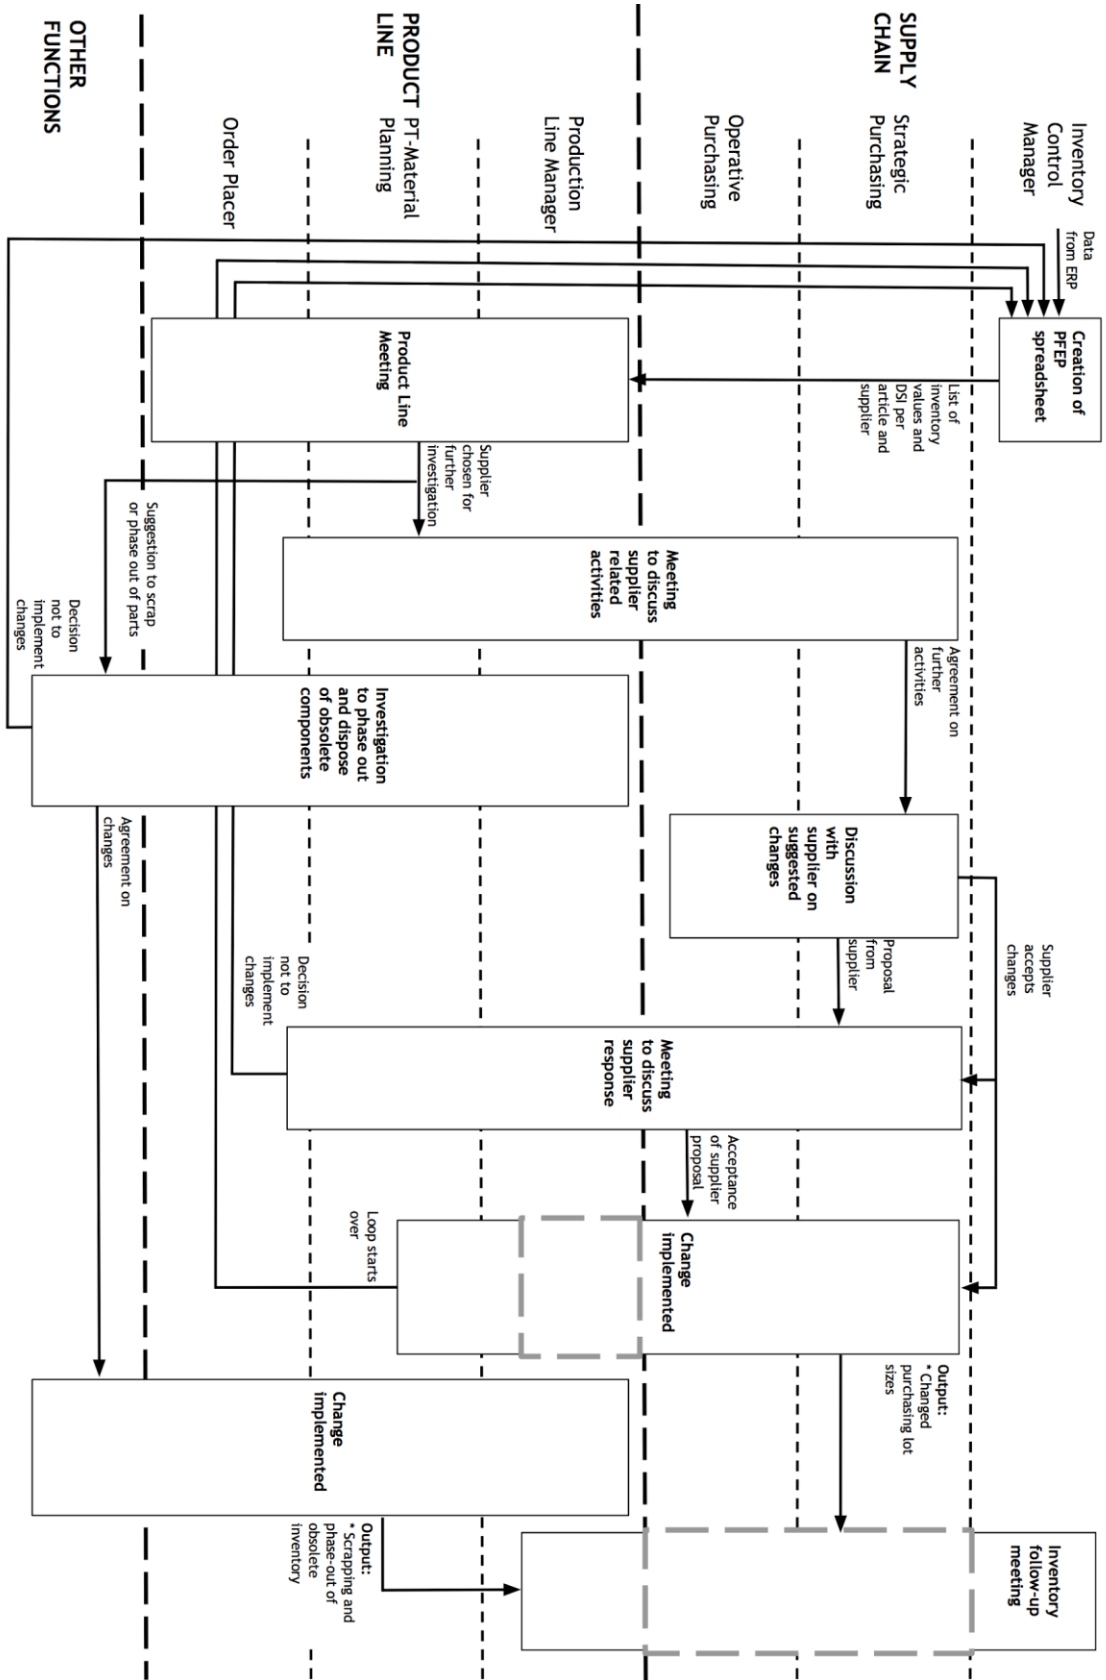 SUPPLY
CHAIN
Inventory
Control
Manager
Strategic
Purchasing
Operative
Purchasing
PRODUCT
LINE
Production
Line Manager
PT-Material
Planning
Order Placer
OTHER
FUNCTIONS
Data
from ERP
Creation of
PFEP
spreadsheet
List of
inventory
values and
DSI per
article and
supplier
Product Line
Meeting
Supplier
chosen for
further
investigation
Suggestion to scrap
or phase out of parts
Meeting
to discuss
supplier
related
activities
Agreement on
further
activities
Decision
not to
implement
changes
Investigation
to phase out
and dispose
of obsolete
components
Agreement on
changes
Discussion
with
supplier on
suggested
changes
Supplier
accepts
changes
Proposal
from
supplier
Decision
not to
implement
changes
Meeting
to discuss
supplier
response
Acceptance
of supplier
proposal
Loop starts
over
Change
implemented
Output:
* Changed
purchasing lot
sizes
Change
implemented
Output:
* Scrapping and
phase-out of
obsolete
inventory
Inventory
follow-up
meeting